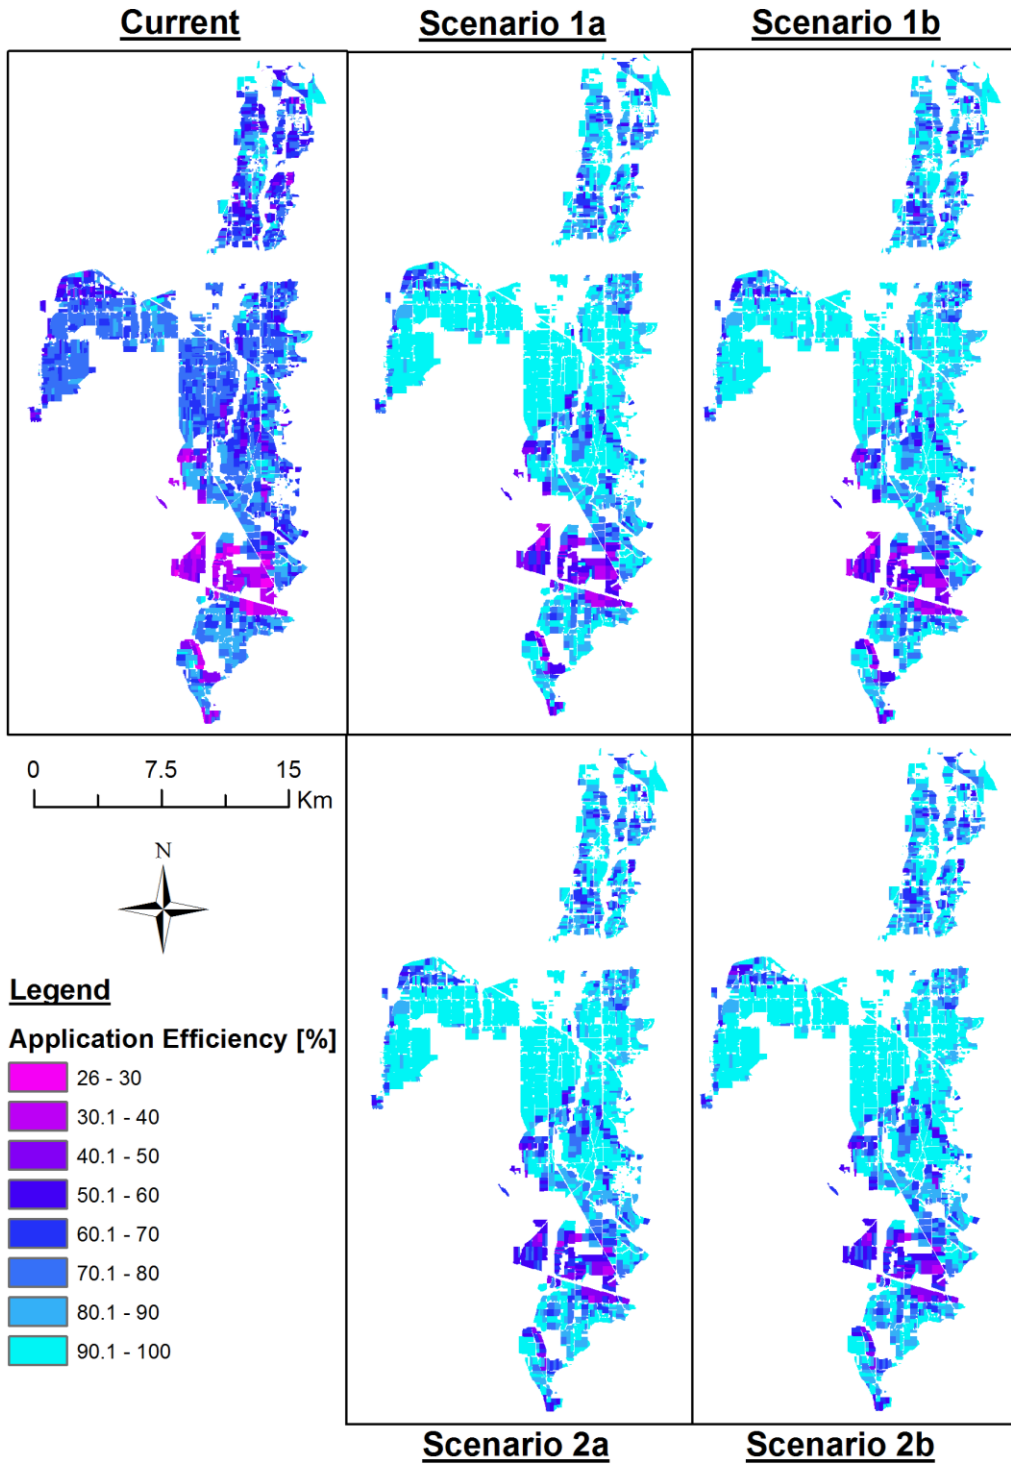 Current
Scenario 1a
Scenario 1b
0 7.5 15
Km
N
Legend
Application Efficiency [%]
26 - 30
30.1 - 40
40.1 - 50
50.1 - 60
60.1 - 70
70.1 - 80
80.1 - 90
90.1 - 100
Scenario 2a
Scenario 2b